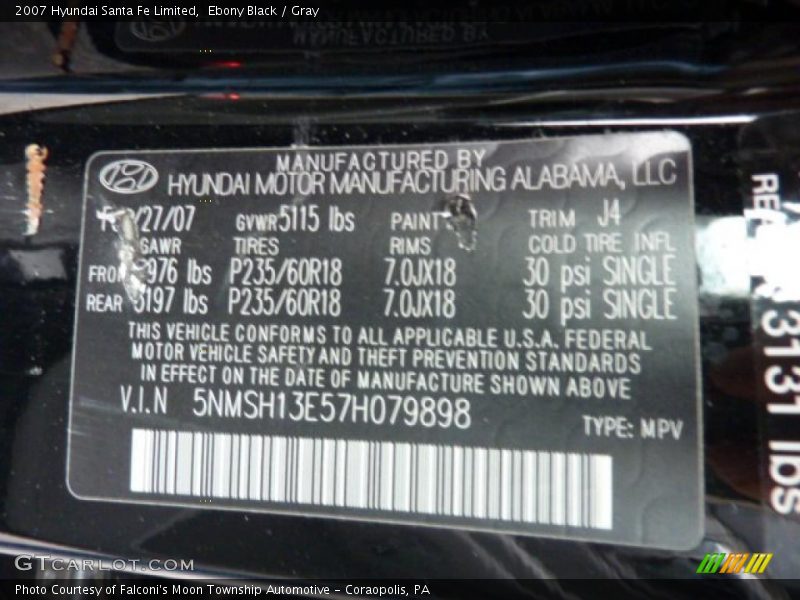 2007 Hyundai Santa Fe Limited, Ebony Black / Gray
MANUFACTURED BY
HYUNDAI MOTOR MANUFACTURING ALABAMA, LLC
/27/07 GVWR 5115 lbs PAINT TRIM J4
GAWR TIRES RIMS COLD TIRE INFL
976 lbs P235/60R18 7.0JX18 30 psi SINGLE
REAR 3197 lbs P235/60R18 7.0JX18 30 psi SINGLE
THIS VEHICLE CONFORMS TO ALL APPLICABLE U.S.A. FEDERAL
MOTOR VEHICLE SAFETY AND THEFT PREVENTION STANDARDS
IN EFFECT ON THE DATE OF MANUFACTURE SHOWN ABOVE
V.I.N 5NMSH13E57H079898
TYPE: MPV
3131 lbs
GTCARLOT.COM
Photo Courtesy of Falconi's Moon Township Automotive – Coraopolis, PA